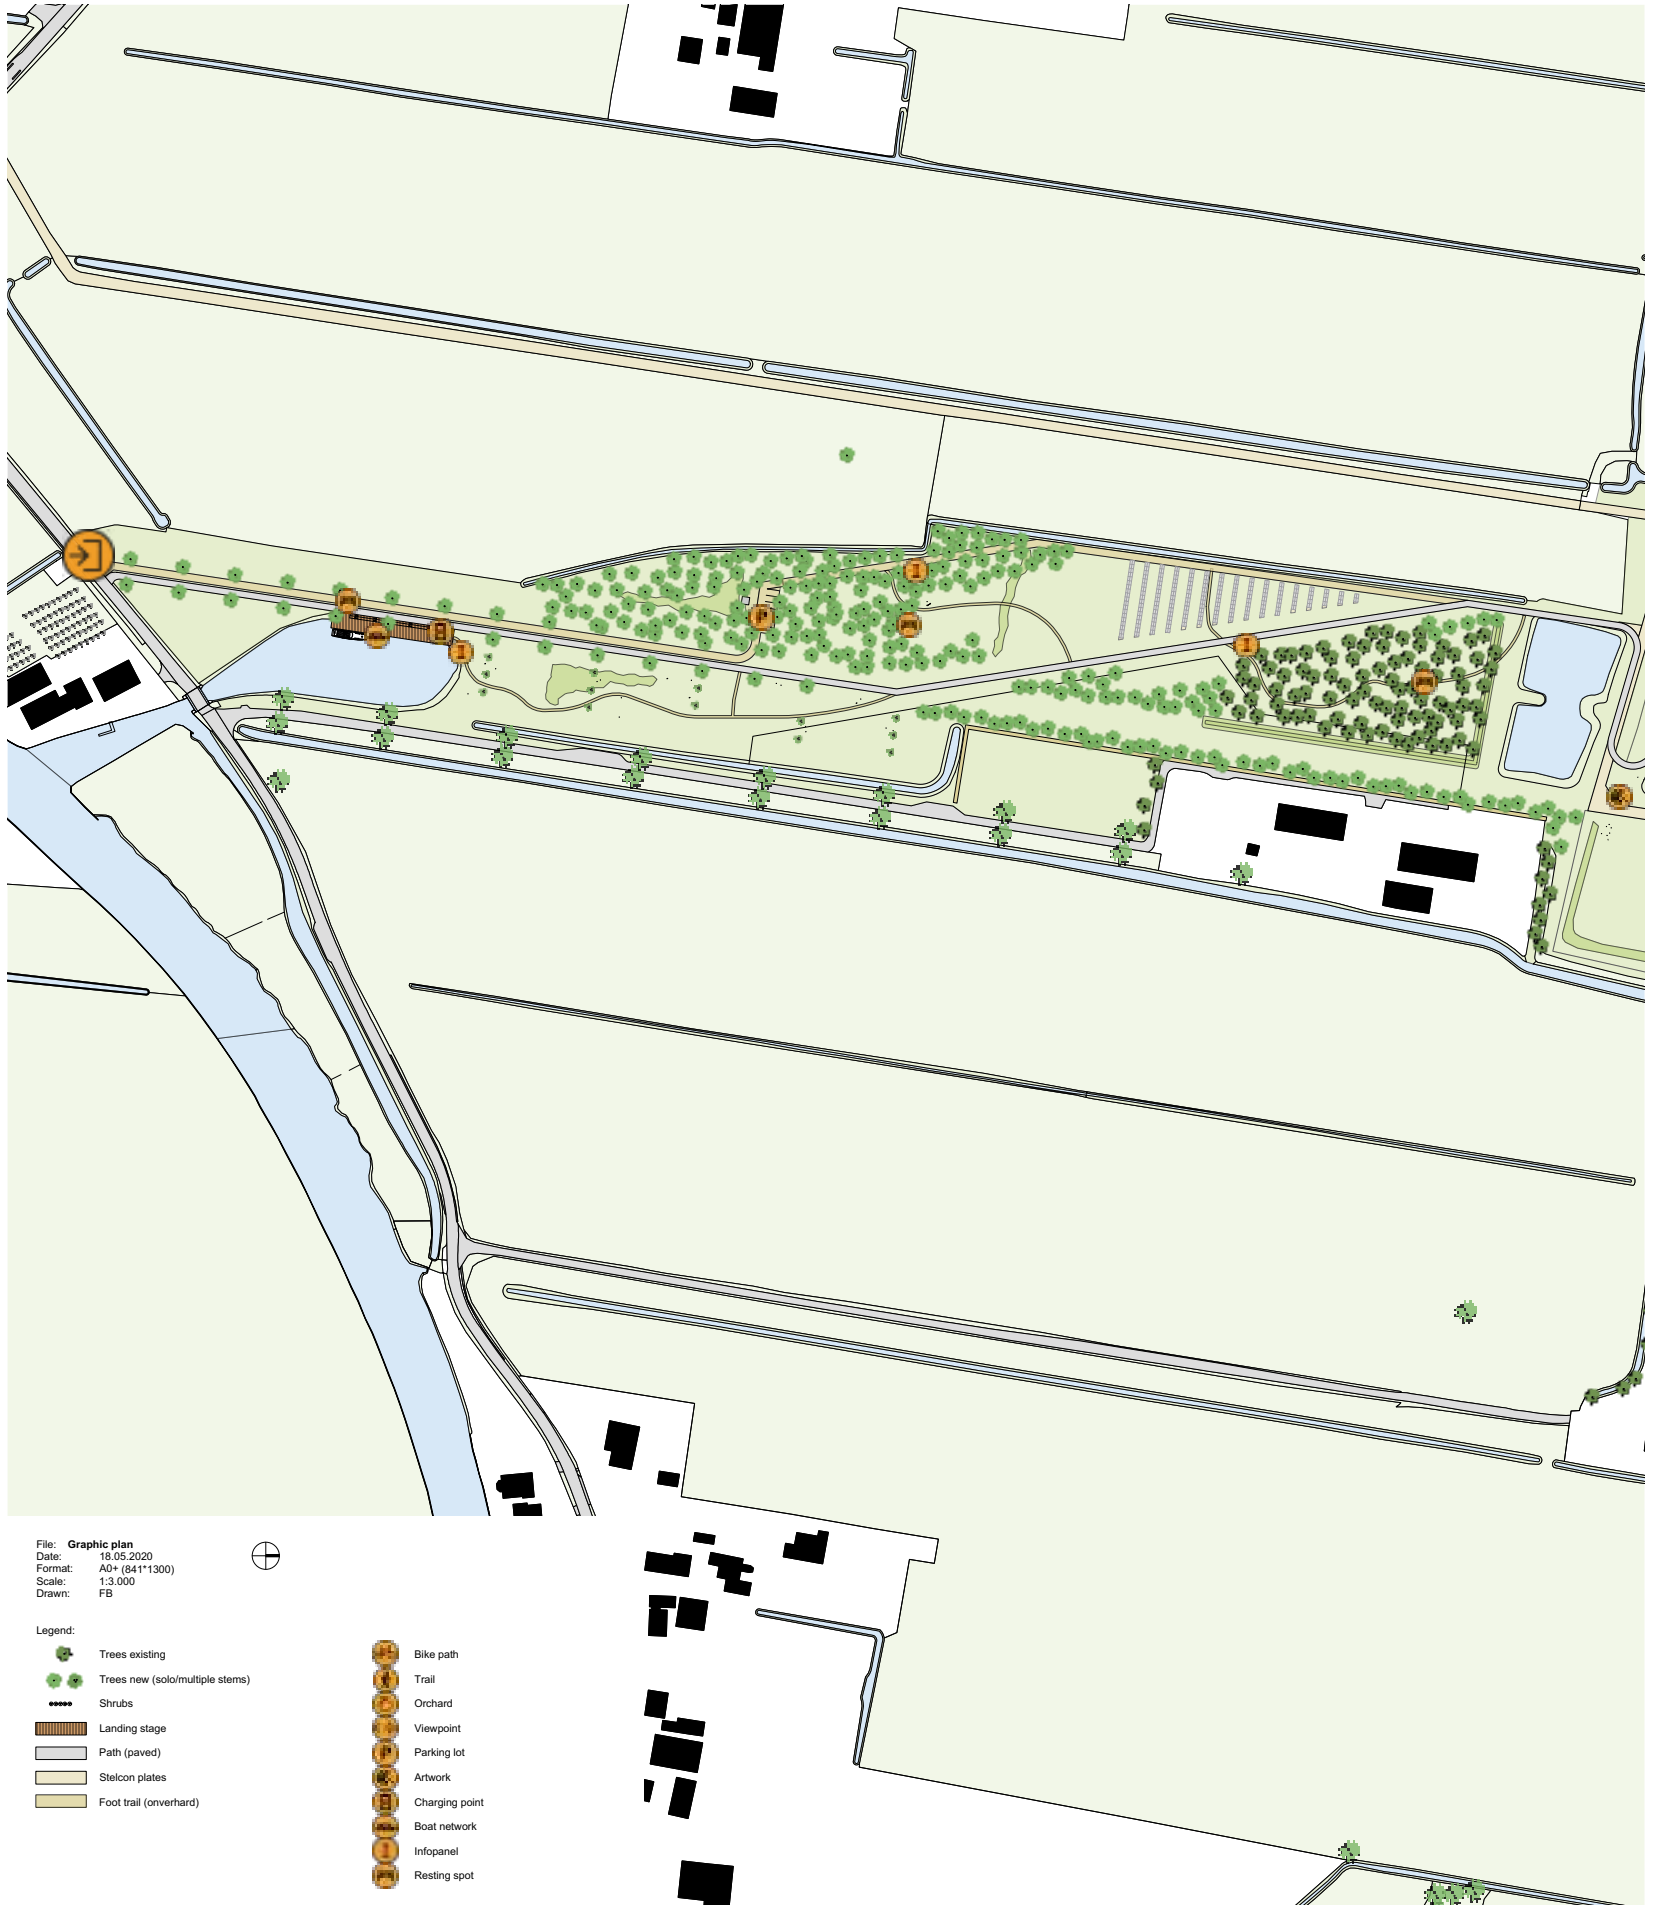 File: Graphic plan
Date: 18.05.2020
Format: A0+ (841*1300)
Scale: 1:3.000
Drawn: FB
Legend:
Trees existing
Trees new (solo/multiple stems)
Shrubs
Landing stage
Path (paved)
Stelcon plates
Foot trail (onverhard)
Bike path
Trail
Orchard
Viewpoint
Parking lot
Artwork
Charging point
Boat network
Infopanel
Resting spot